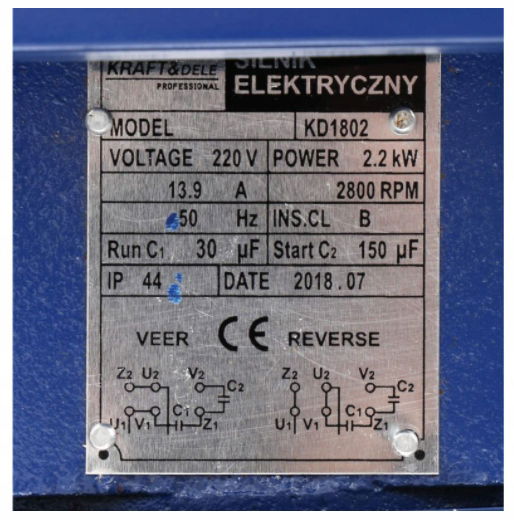 KRAFT&DELE
PROFESSIONAL
SILNIK
ELEKTRYCZNY
MODEL KD1802
VOLTAGE 220 V POWER 2.2 kW
13.9 A 2800 RPM
50 Hz INS.CL B
Run C1 30 µF Start C2 150 µF
IP 44 DATE 2018.07
VEER CE REVERSE
Z2 U2 V2 C2 Z2 U2 V2 C2
U1 V1 C1 Z1 U1 V1 C1 Z1